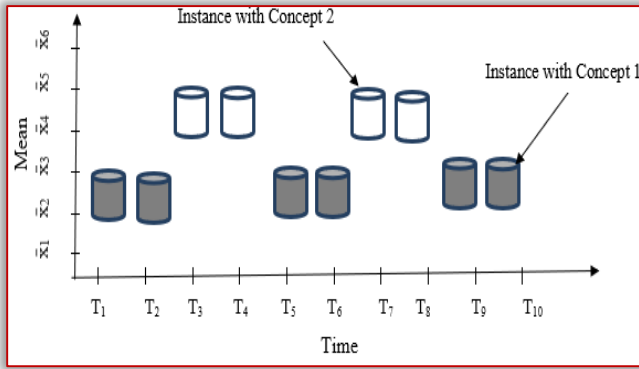 Instance with Concept 2
Instance with Concept 1
Mean
x̄6
x̄5
x̄4
x̄3
x̄2
x̄1
T₁ T₂ T₃ T₄ T₅ T₆ T₇ T₈ T₉ T₁₀
Time